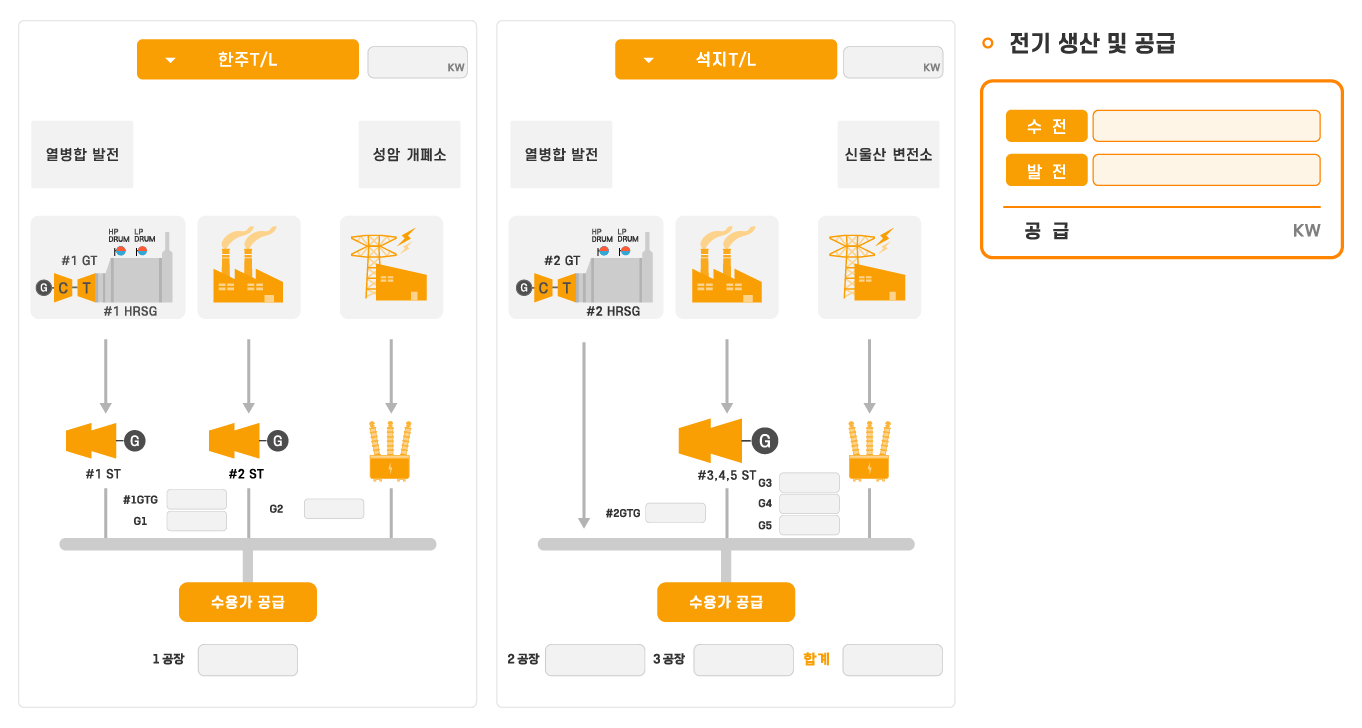 한주T/L
KW
열병합 발전
성암 개폐소
HP DRUM
LP DRUM
#1 GT
G
C
T
#1 HRSG
G
#1 ST
G
#2 ST
#1GTG
G1
G2
수용가 공급
1 공장
석지T/L
KW
열병합 발전
신울산 변전소
HP DRUM
LP DRUM
#2 GT
G
C
T
#2 HRSG
G
#3,4,5 ST
G3
G4
G5
#2GTG
수용가 공급
2 공장
3 공장
합계
전기 생산 및 공급
수 전
발 전
공 급
KW